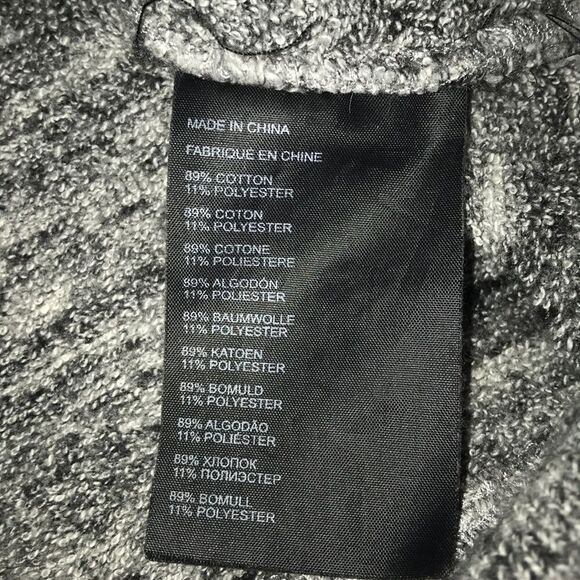 MADE IN CHINA
FABRIQUE EN CHINE
89% COTTON
11% POLYESTER
89% COTON
11% POLYESTER
89% COTONE
11% POLIESTERE
89% ALGODÓN
11% POLIESTER
89% BAUMWOLLE
11% POLYESTER
89% KATOEN
11% POLYESTER
89% BOMULD
11% POLYESTER
89% ALGODÃO
11% POLIÉSTER
89% ХЛОПОК
11% ПОЛИЭСТЕР
89% BOMULL
11% POLYESTER